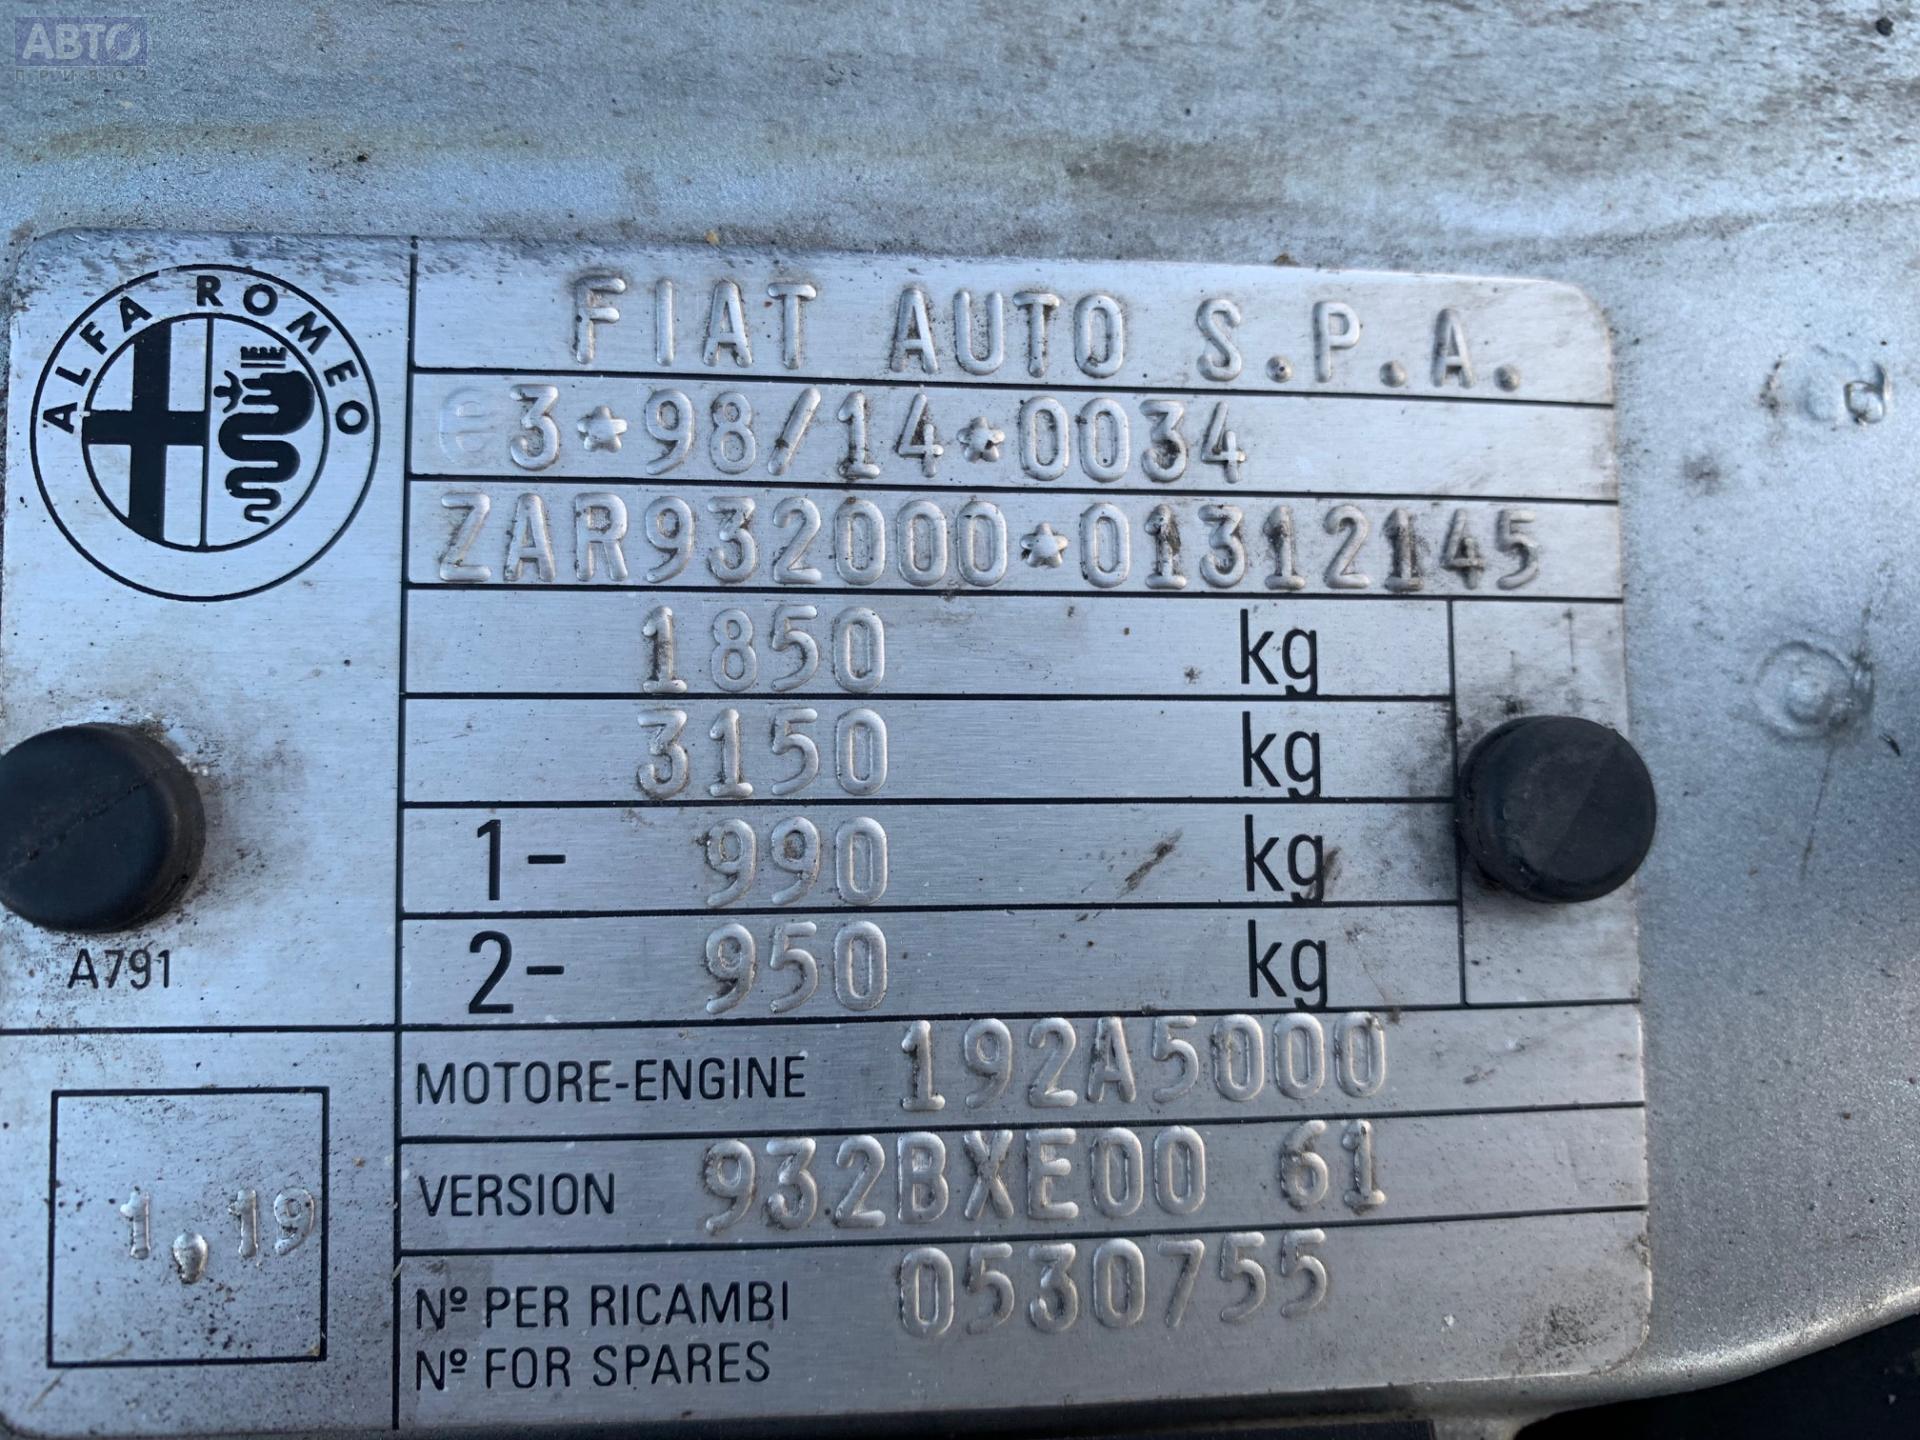 АВТО
ПРИВОЗ
ALFA ROMEO
FIAT AUTO S.P.A.
e3*98/14*0034
ZAR932000*01312145
1850 kg
3150 kg
1- 990 kg
2- 950 kg
A791
MOTORE-ENGINE 192A5000
VERSION 932BXE00 61
1,19
Nº PER RICAMBI 0530755
Nº FOR SPARES